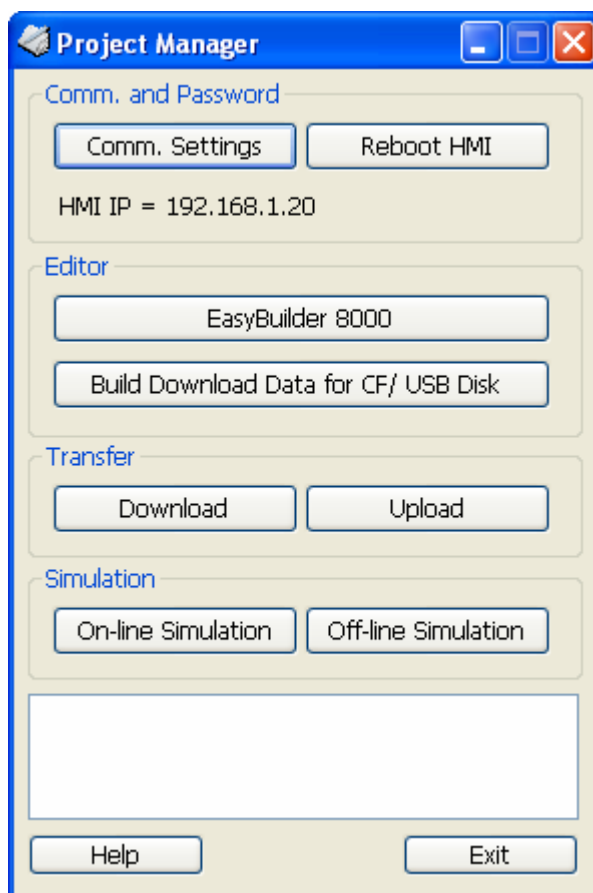 Project Manager
Comm. and Password
Comm. Settings Reboot HMI
HMI IP = 192.168.1.20
Editor
EasyBuilder 8000
Build Download Data for CF/ USB Disk
Transfer
Download Upload
Simulation
On-line Simulation Off-line Simulation
Help Exit